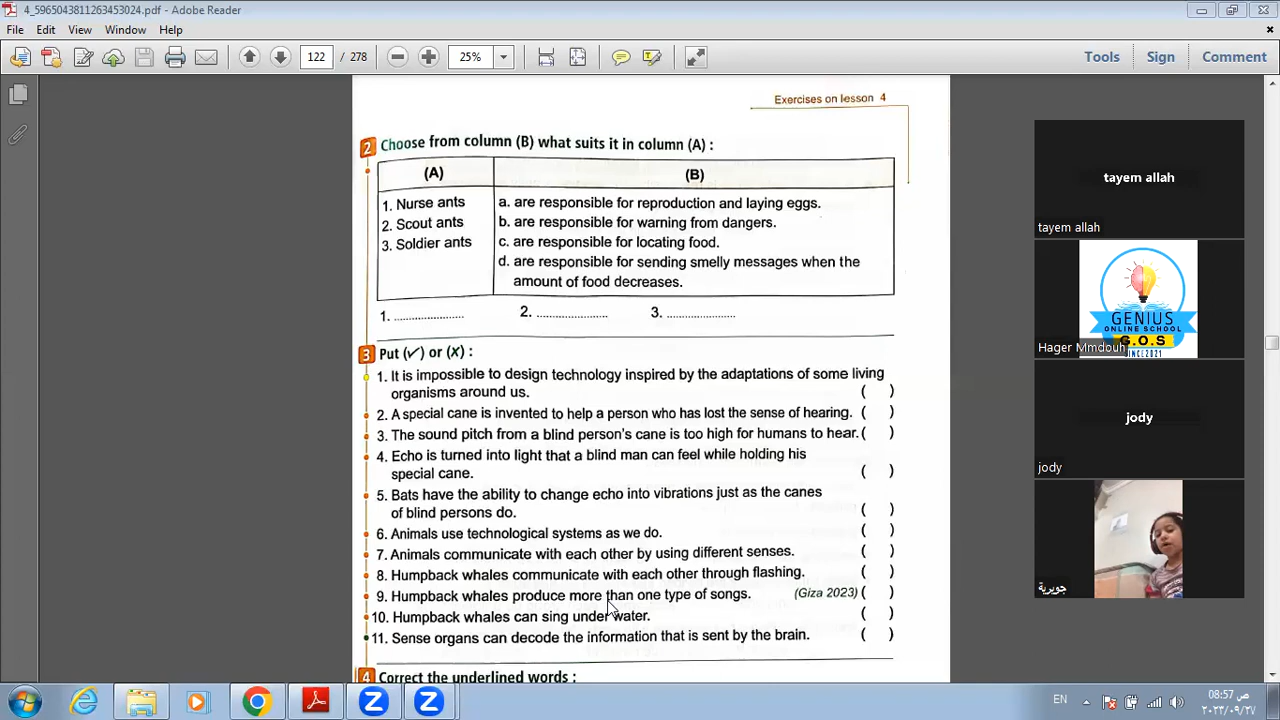 4_5965043811263453024.pdf - Adobe Reader
File Edit View Window Help
122 / 278 25% Tools Sign Comment
Exercises on lesson 4
2 Choose from column (B) what suits it in column (A) :
(A) (B)
1. Nurse ants a. are responsible for reproduction and laying eggs.
2. Scout ants b. are responsible for warning from dangers.
3. Soldier ants c. are responsible for locating food.
d. are responsible for sending smelly messages when the
amount of food decreases.
1. ...................... 2. ...................... 3. ......................
3 Put (✓) or (x) :
1. It is impossible to design technology inspired by the adaptations of some living
organisms around us. ( )
2. A special cane is invented to help a person who has lost the sense of hearing. ( )
3. The sound pitch from a blind person's cane is too high for humans to hear. ( )
4. Echo is turned into light that a blind man can feel while holding his
special cane. ( )
5. Bats have the ability to change echo into vibrations just as the canes
of blind persons do. ( )
6. Animals use technological systems as we do. ( )
7. Animals communicate with each other by using different senses. ( )
8. Humpback whales communicate with each other through flashing. ( )
9. Humpback whales produce more than one type of songs. (Giza 2023) ( )
10. Humpback whales can sing under water. ( )
11. Sense organs can decode the information that is sent by the brain. ( )
4 Correct the underlined words :
tayem allah
tayem allah
GENIUS
ONLINE SCHOOL
G.O.S
SINCE 2021
Hager Mmdouh
jody
jody
جويرية
EN
08:57 ص
٢٠٢٣/٠٩/٢٧